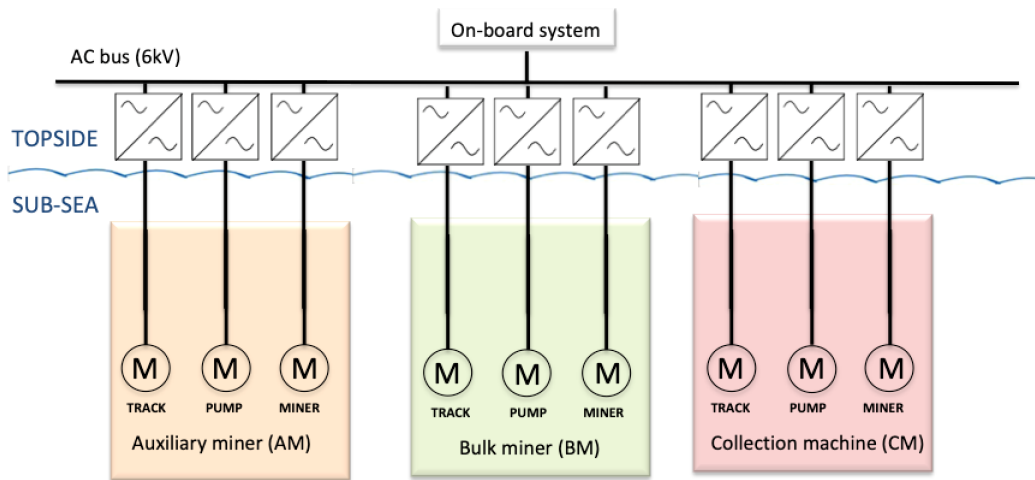 On-board system
AC bus (6kV)
TOPSIDE
SUB-SEA
M M M M M M M M M
TRACK PUMP MINER TRACK PUMP MINER TRACK PUMP MINER
Auxiliary miner (AM) Bulk miner (BM) Collection machine (CM)